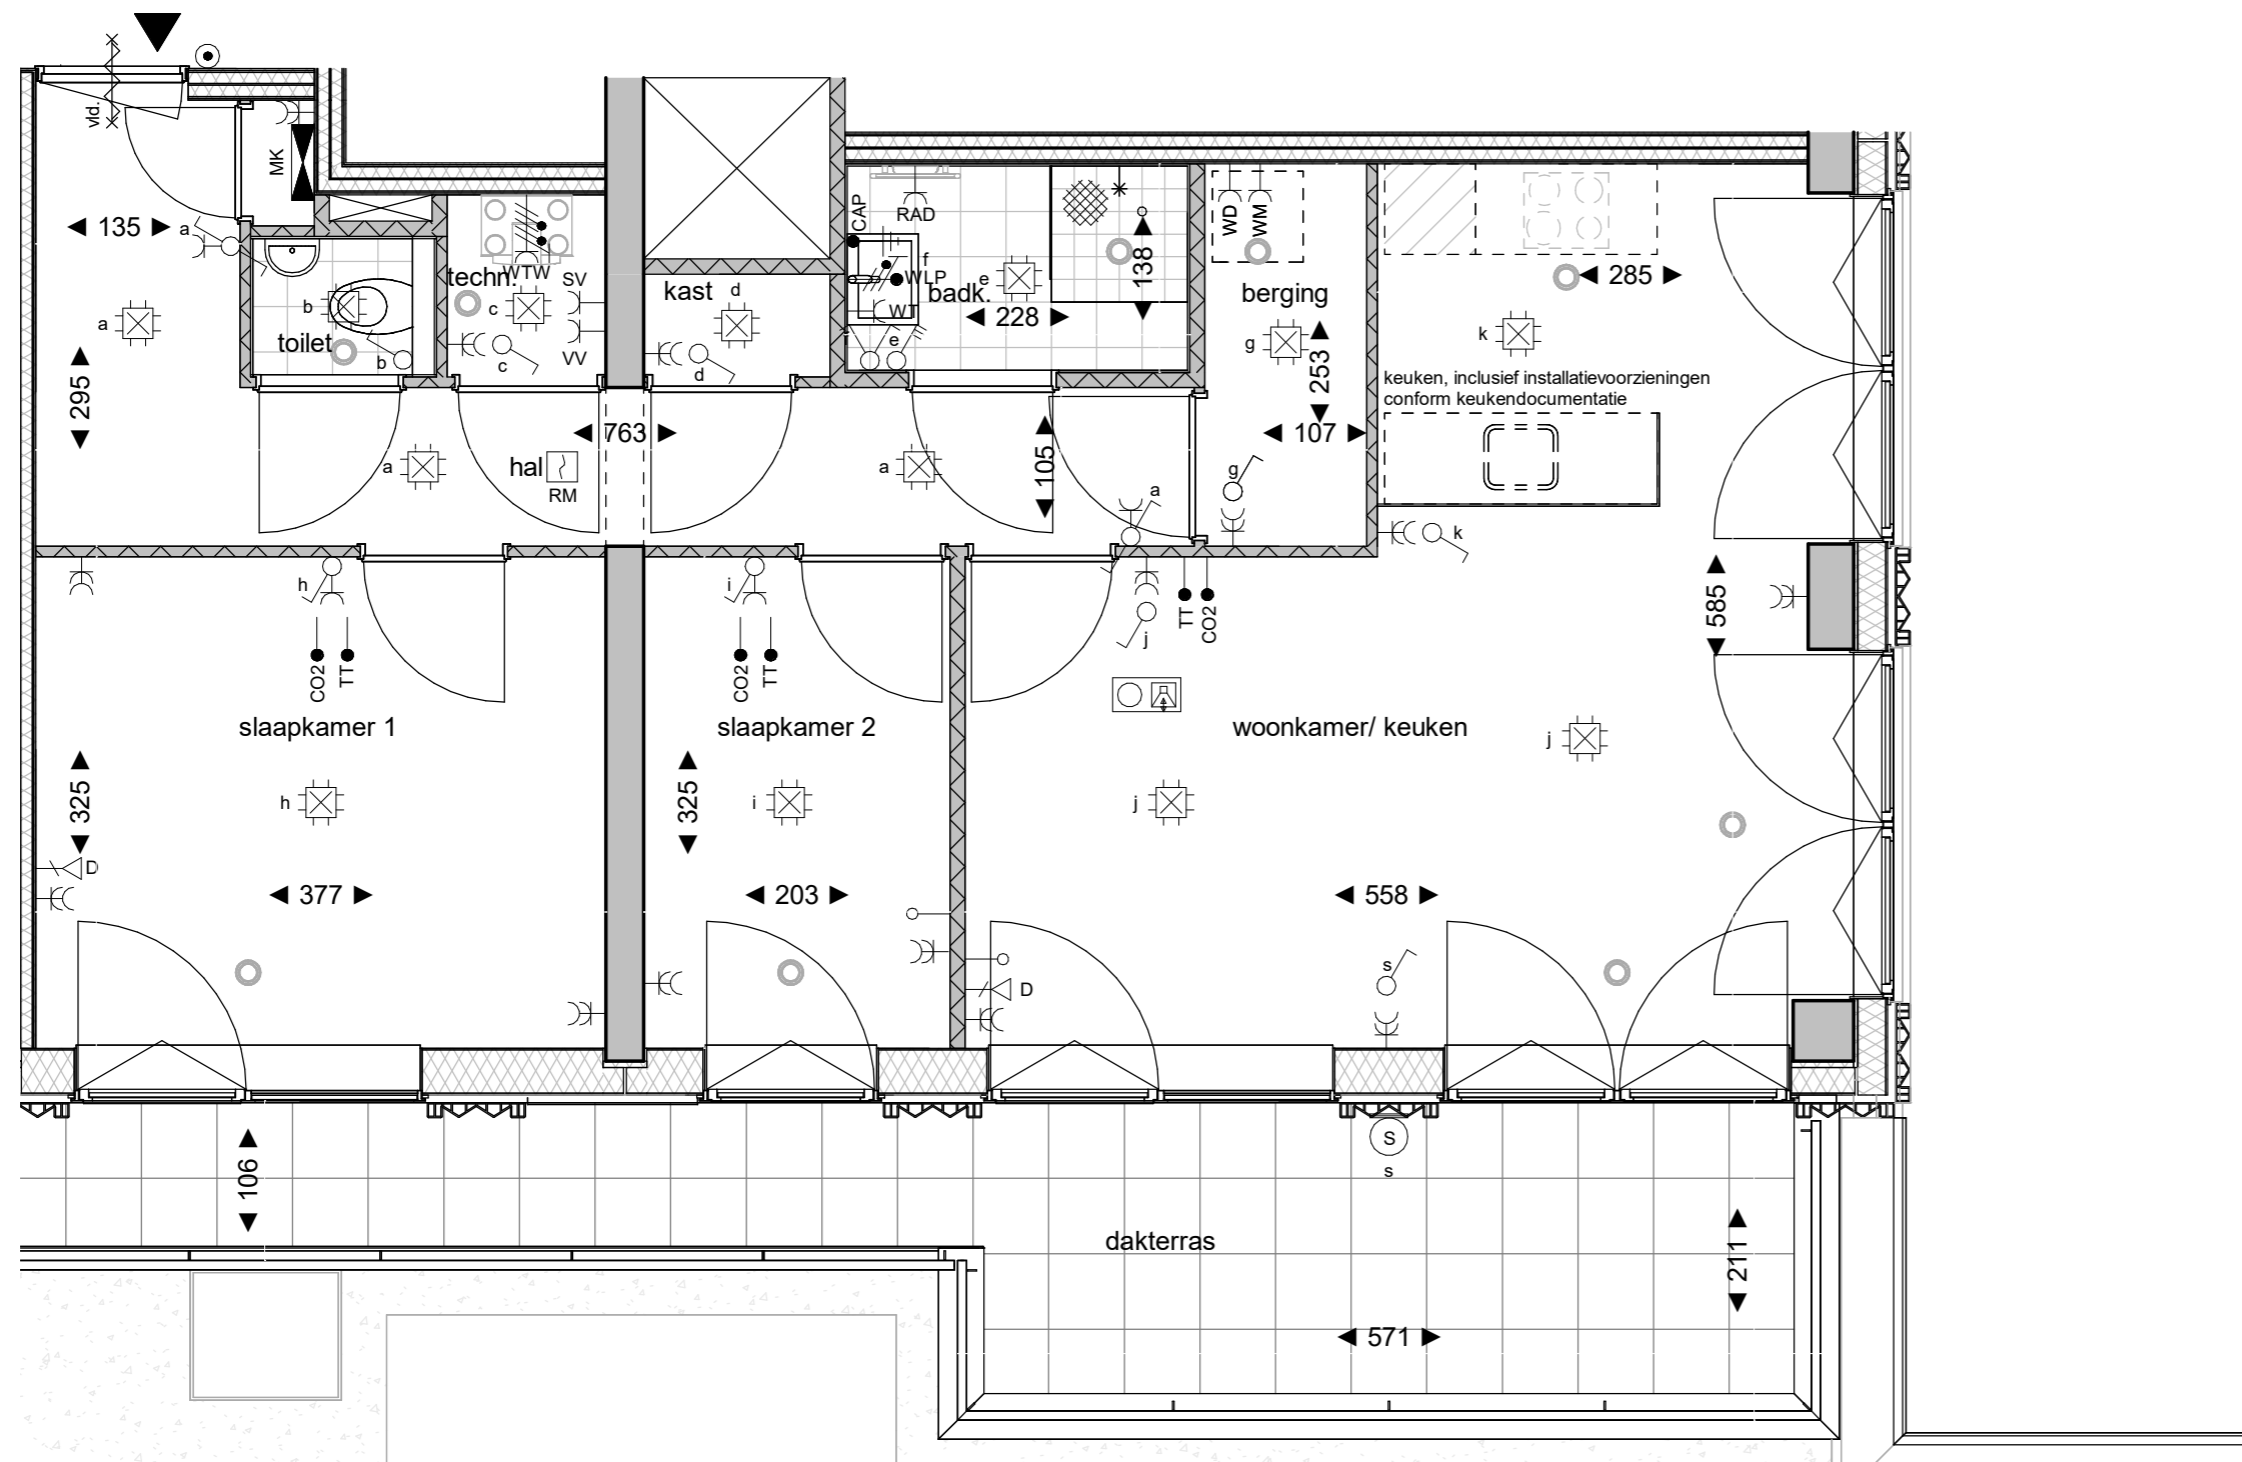 vld.
MK
135
a
a
295
b
toilet
b
techn.
WTW
SV
c
VV
c
kast
d
d
CAP
RAD
f
WLP
WT
badk.
e
e
228
138
WD
WM
berging
g
253
107
g
285
k
keuken, inclusief installatievoorzieningen
conform keukendocumentatie
k
a
hal
RM
763
a
105
a
h
CO2
TT
slaapkamer 1
h
325
D
377
i
CO2
TT
slaapkamer 2
i
325
203
j
TT
CO2
585
woonkamer/ keuken
j
j
558
D
s
106
S
s
dakterras
211
571